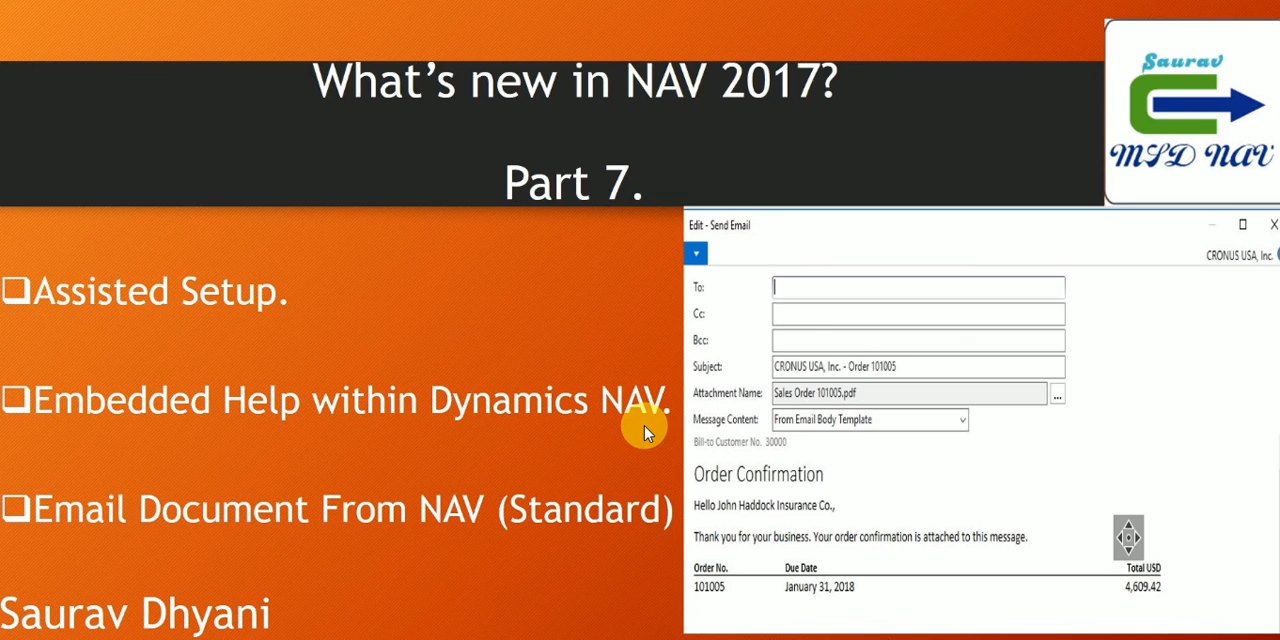 What's new in NAV 2017?
Part 7.
Saurav
MSD NAV
❑Assisted Setup.
❑Embedded Help within Dynamics NAV.
❑Email Document From NAV (Standard)
Saurav Dhyani
Edit - Send Email
CRONUS USA, Inc.
To:
Cc:
Bcc:
Subject: CRONUS USA, Inc. - Order 101005
Attachment Name: Sales Order 101005.pdf ...
Message Content: From Email Body Template
Bill-to Customer No. 30000
Order Confirmation
Hello John Haddock Insurance Co.,
Thank you for your business. Your order confirmation is attached to this message.
Order No. Due Date Total USD
101005 January 31, 2018 4,609.42